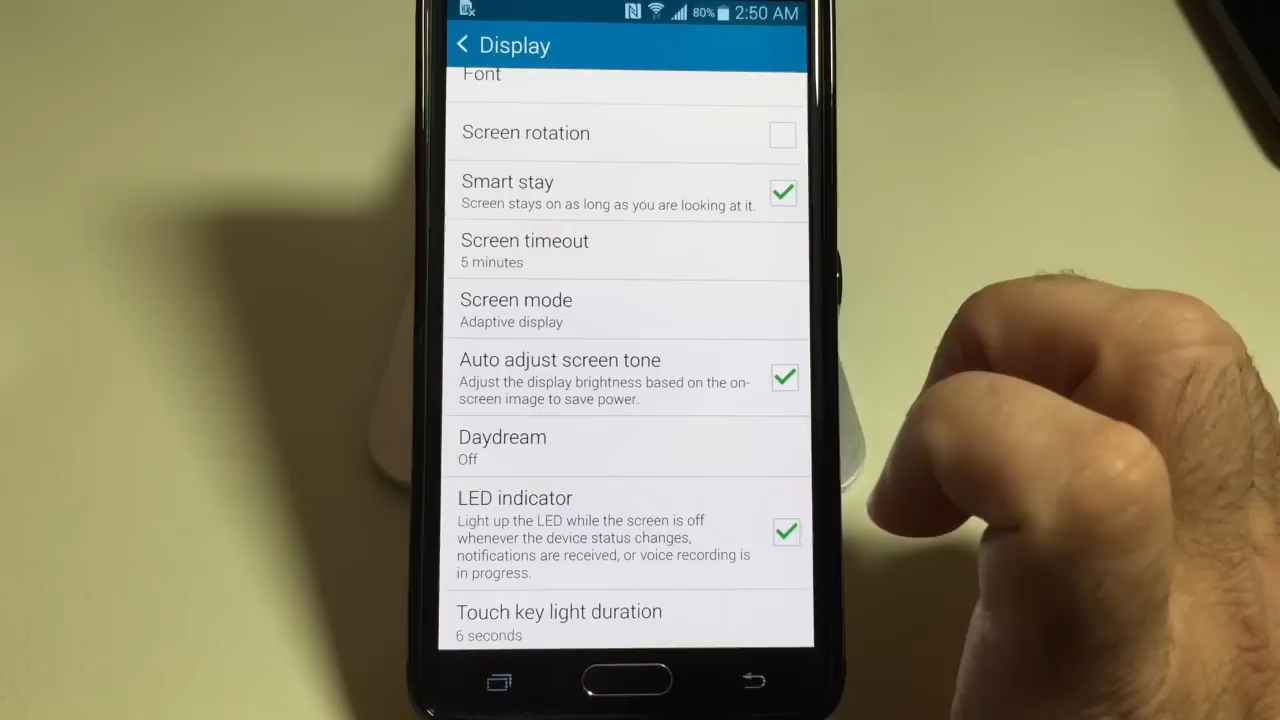 80% 2:50 AM
Display
Font
Screen rotation
Smart stay
Screen stays on as long as you are looking at it.
Screen timeout
5 minutes
Screen mode
Adaptive display
Auto adjust screen tone
Adjust the display brightness based on the on-
screen image to save power.
Daydream
Off
LED indicator
Light up the LED while the screen is off
whenever the device status changes,
notifications are received, or voice recording is
in progress.
Touch key light duration
6 seconds